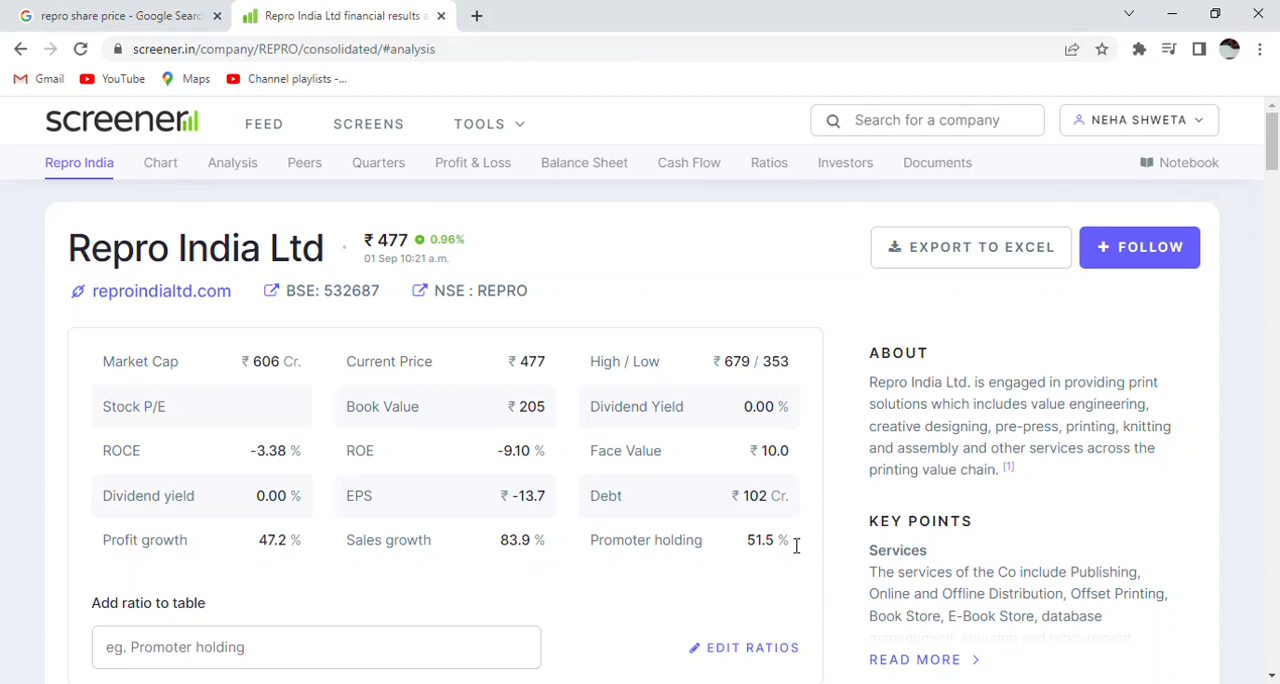 repro share price - Google Searc
Repro India Ltd financial results a
screener.in/company/REPRO/consolidated/#analysis
Gmail YouTube Maps Channel playlists -...
screener FEED SCREENS TOOLS Search for a company NEHA SHWETA
Repro India Chart Analysis Peers Quarters Profit & Loss Balance Sheet Cash Flow Ratios Investors Documents Notebook
Repro India Ltd ₹ 477 0.96%
01 Sep 10:21 a.m.
EXPORT TO EXCEL
+ FOLLOW
reproindialtd.com BSE: 532687 NSE : REPRO
Market Cap ₹ 606 Cr. Current Price ₹ 477 High / Low ₹ 679 / 353
Stock P/E Book Value ₹ 205 Dividend Yield 0.00 %
ROCE -3.38 % ROE -9.10 % Face Value ₹ 10.0
Dividend yield 0.00 % EPS ₹ -13.7 Debt ₹ 102 Cr.
Profit growth 47.2 % Sales growth 83.9 % Promoter holding 51.5 %
Add ratio to table
eg. Promoter holding
EDIT RATIOS
ABOUT
Repro India Ltd. is engaged in providing print
solutions which includes value engineering,
creative designing, pre-press, printing, knitting
and assembly and other services across the
printing value chain. [1]
KEY POINTS
Services
The services of the Co include Publishing,
Online and Offline Distribution, Offset Printing,
Book Store, E-Book Store, database
management, sourcing and procurement
READ MORE